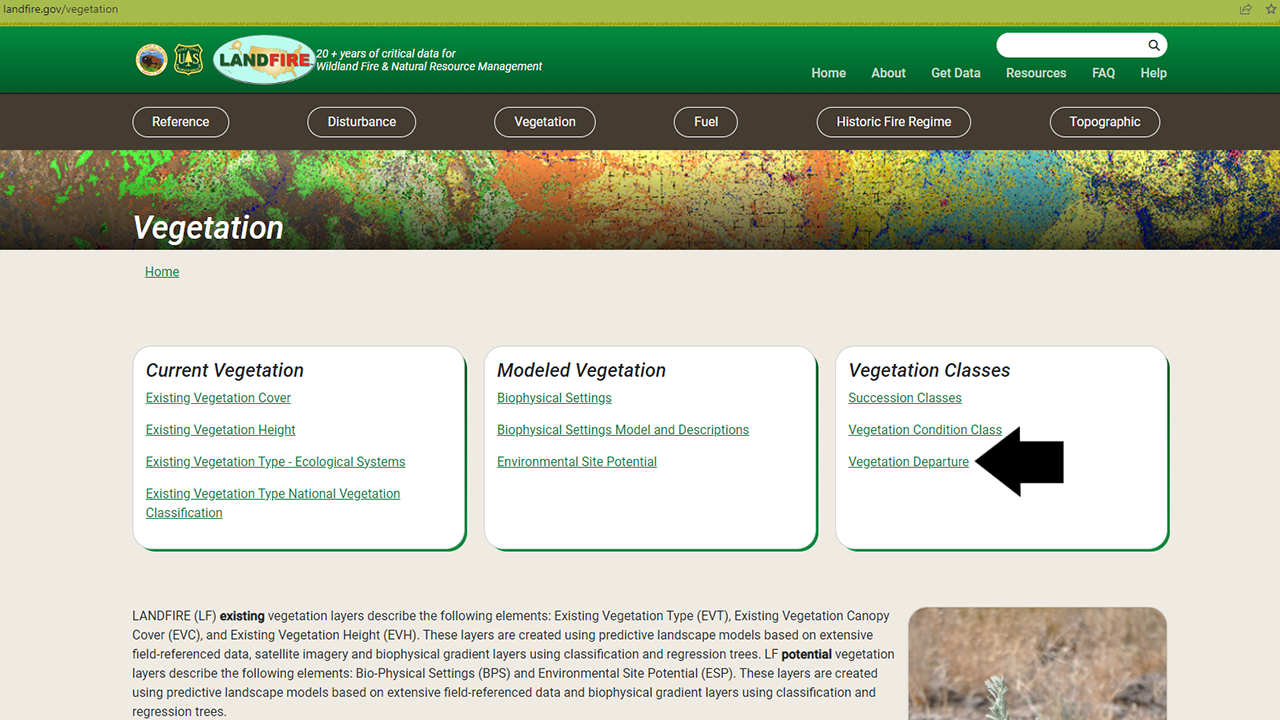 landfire.gov/vegetation
LANDFIRE
20 + years of critical data for
Wildland Fire & Natural Resource Management
Home About Get Data Resources FAQ Help
Reference Disturbance Vegetation Fuel Historic Fire Regime Topographic
Vegetation
Home
Current Vegetation
Existing Vegetation Cover
Existing Vegetation Height
Existing Vegetation Type - Ecological Systems
Existing Vegetation Type National Vegetation
Classification
Modeled Vegetation
Biophysical Settings
Biophysical Settings Model and Descriptions
Environmental Site Potential
Vegetation Classes
Succession Classes
Vegetation Condition Class
Vegetation Departure
LANDFIRE (LF) existing vegetation layers describe the following elements: Existing Vegetation Type (EVT), Existing Vegetation Canopy
Cover (EVC), and Existing Vegetation Height (EVH). These layers are created using predictive landscape models based on extensive
field-referenced data, satellite imagery and biophysical gradient layers using classification and regression trees. LF potential vegetation
layers describe the following elements: Bio-Physical Settings (BPS) and Environmental Site Potential (ESP). These layers are created
using predictive landscape models based on extensive field-referenced data and biophysical gradient layers using classification and
regression trees.